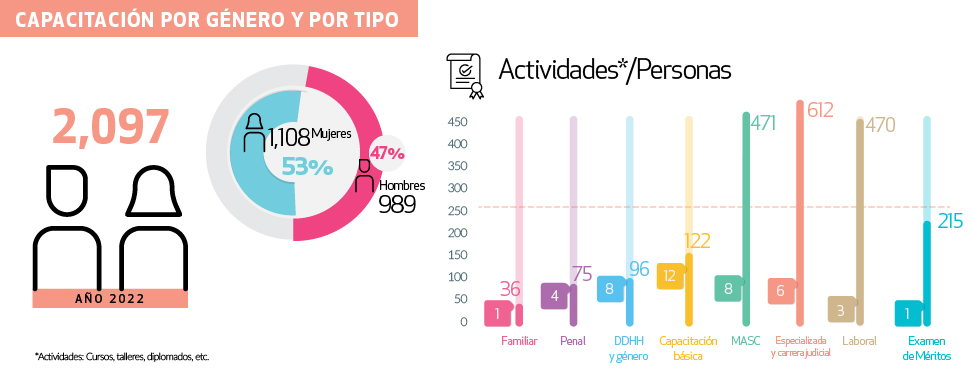 CAPACITACIÓN POR GÉNERO Y POR TIPO
2,097
AÑO 2022
*Actividades: Cursos, talleres, diplomados, etc.
1,108 Mujeres
53%
47%
Hombres
989
Actividades*/Personas
450
400
350
300
250
200
150
100
50
0
36
75
96
122
471
612
470
215
1
4
8
12
8
6
3
1
Familiar
Penal
DDHH
y género
Capacitación
básica
MASC
Especializada
y carrera judicial
Laboral
Examen
de Méritos